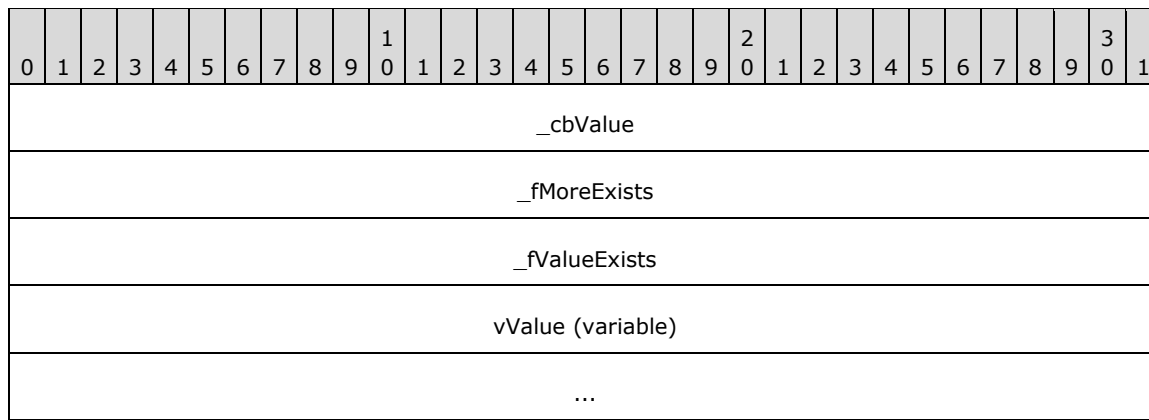 1 2 3
0 1 2 3 4 5 6 7 8 9 0 1 2 3 4 5 6 7 8 9 0 1 2 3 4 5 6 7 8 9 0 1
_cbValue
_fMoreExists
_fValueExists
vValue (variable)
...